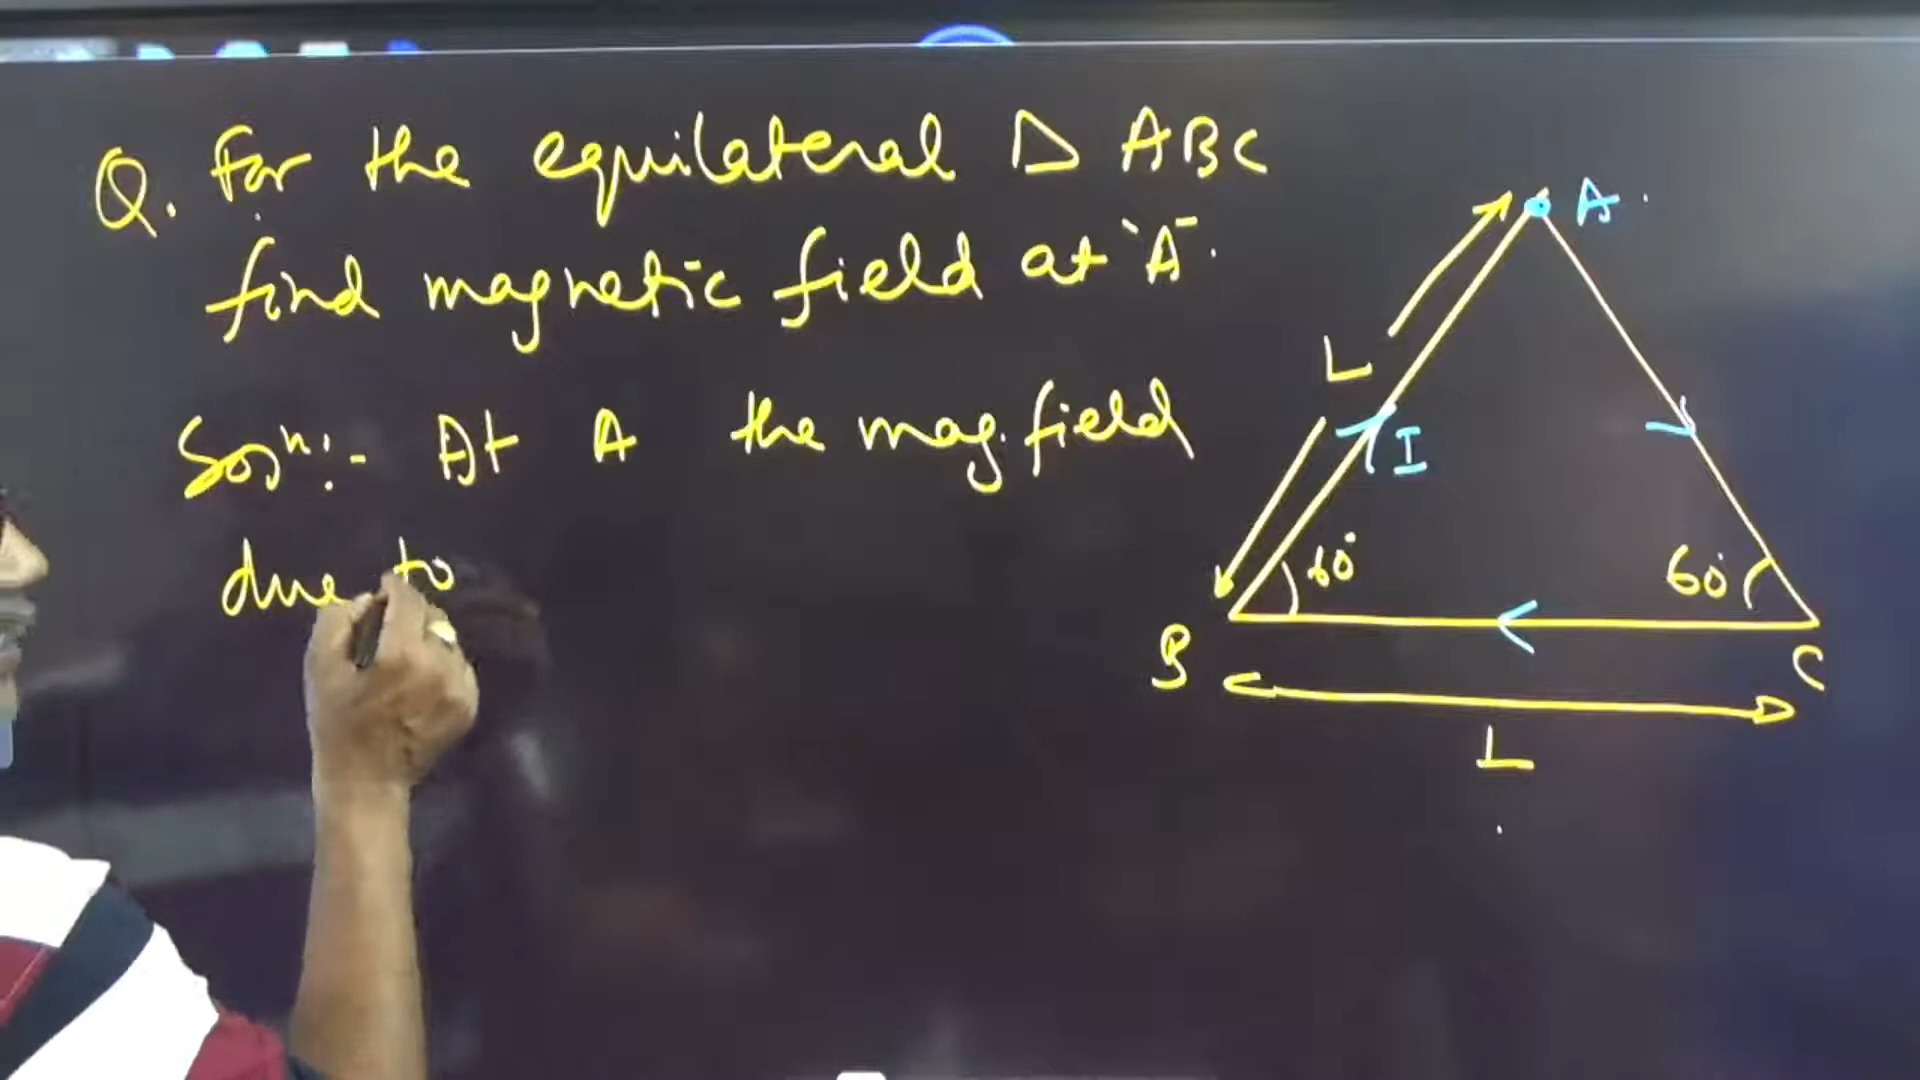 Q. For the equilateral Δ ABC
find magnetic field at 'A'.
Solⁿ:- At A the mag. field
due to
A
L
I
60°
60°
B
C
L